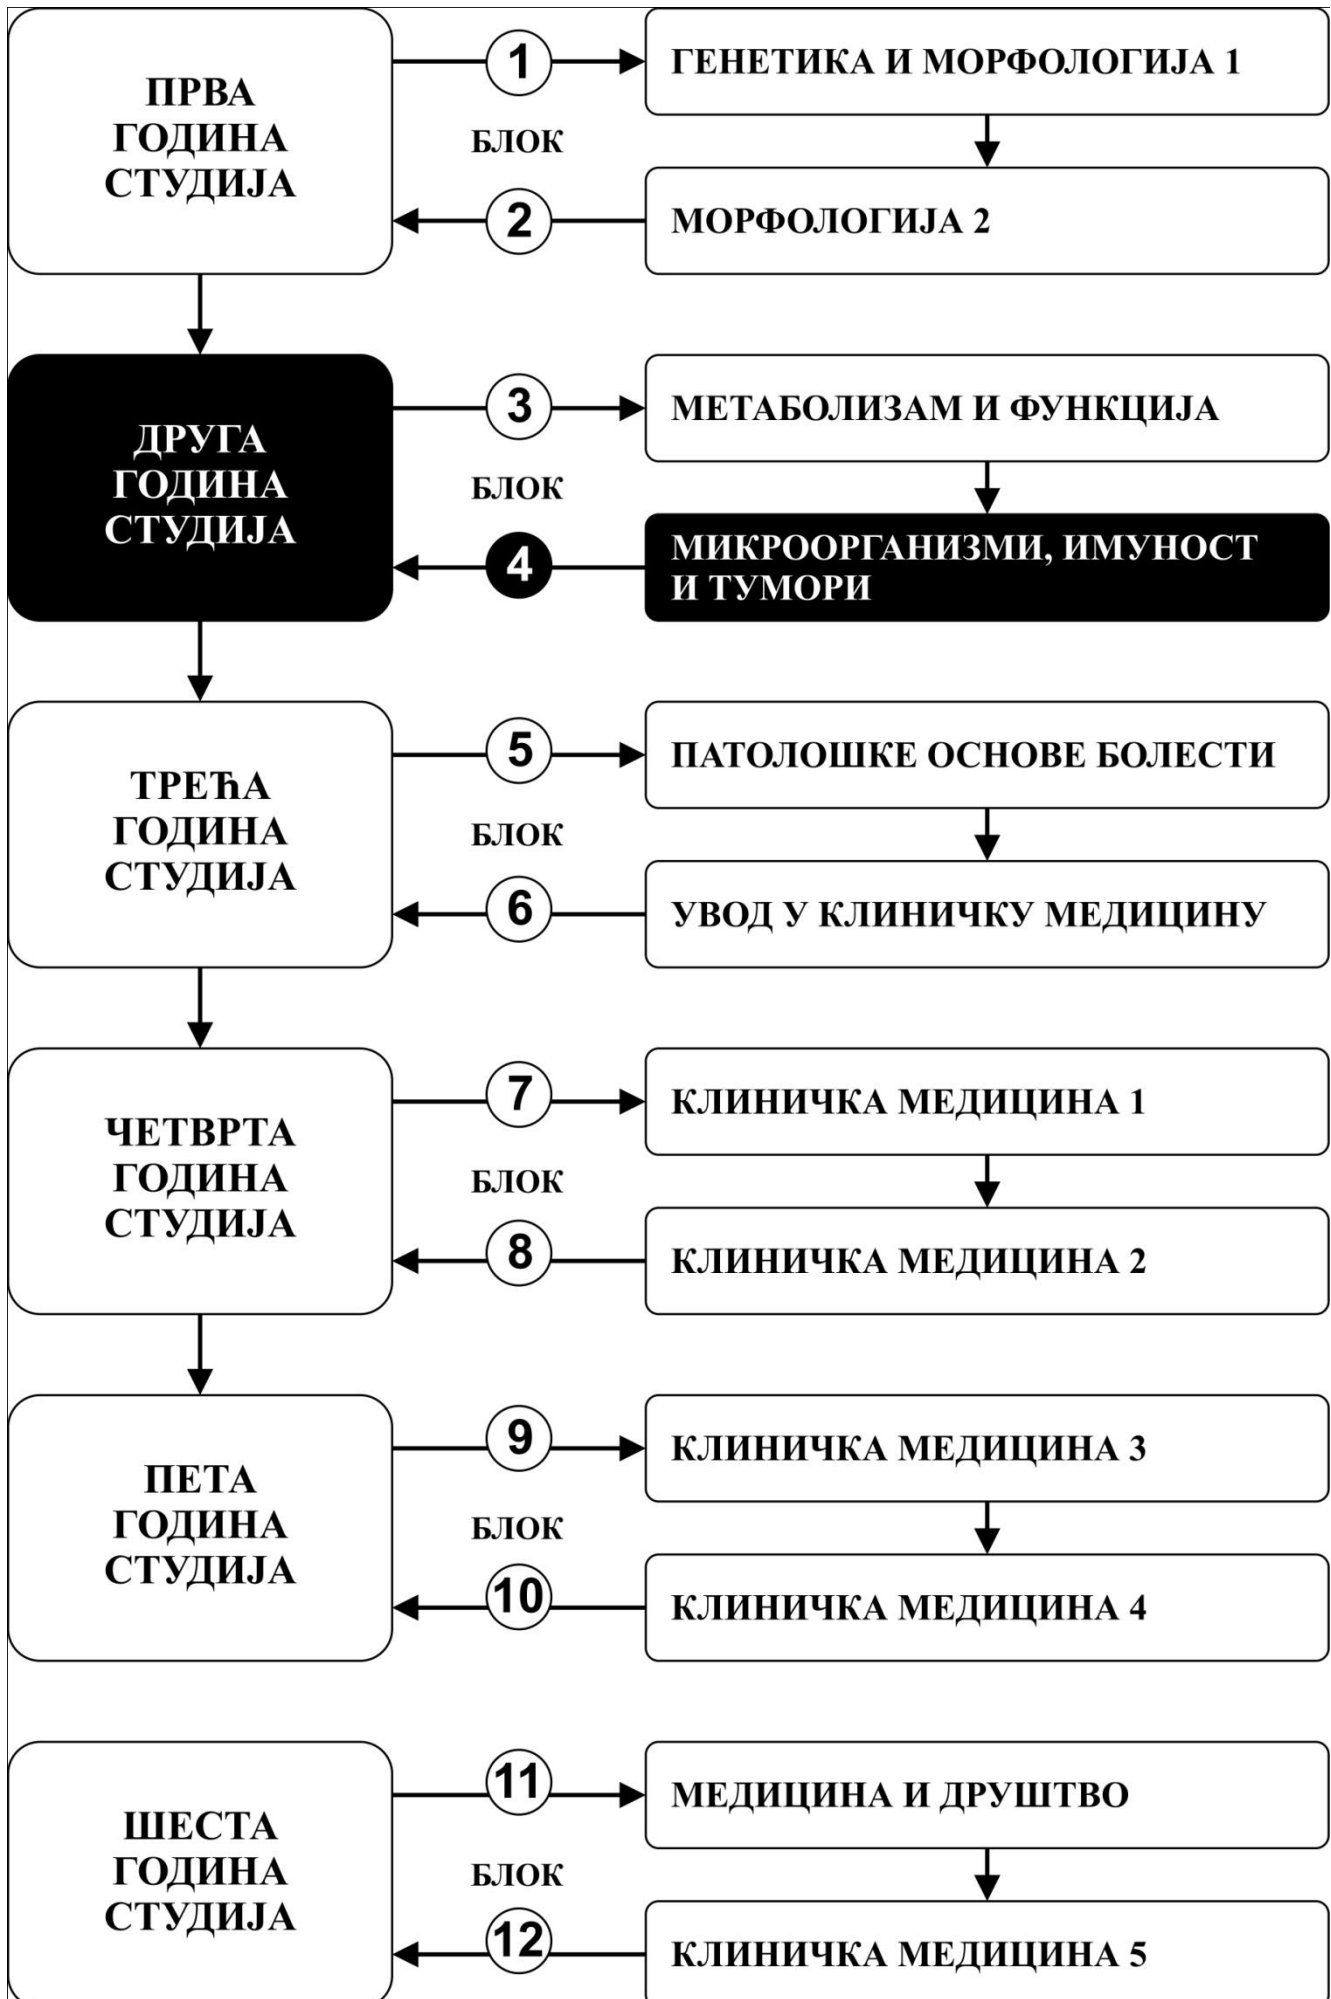 ПРВА
ГОДИНА
СТУДИЈА
1
БЛОК
2
ГЕНЕТИКА И МОРФОЛОГИЈА 1
МОРФОЛОГИЈА 2
ДРУГА
ГОДИНА
СТУДИЈА
3
БЛОК
4
МЕТАБОЛИЗАМ И ФУНКЦИЈА
МИКРООРГАНИЗМИ, ИМУНОСТ
И ТУМОРИ
ТРЕЋА
ГОДИНА
СТУДИЈА
5
БЛОК
6
ПАТОЛОШКЕ ОСНОВЕ БОЛЕСТИ
УВОД У КЛИНИЧКУ МЕДИЦИНУ
ЧЕТВРТА
ГОДИНА
СТУДИЈА
7
БЛОК
8
КЛИНИЧКА МЕДИЦИНА 1
КЛИНИЧКА МЕДИЦИНА 2
ПЕТА
ГОДИНА
СТУДИЈА
9
БЛОК
10
КЛИНИЧКА МЕДИЦИНА 3
КЛИНИЧКА МЕДИЦИНА 4
ШЕСТА
ГОДИНА
СТУДИЈА
11
БЛОК
12
МЕДИЦИНА И ДРУШТВО
КЛИНИЧКА МЕДИЦИНА 5